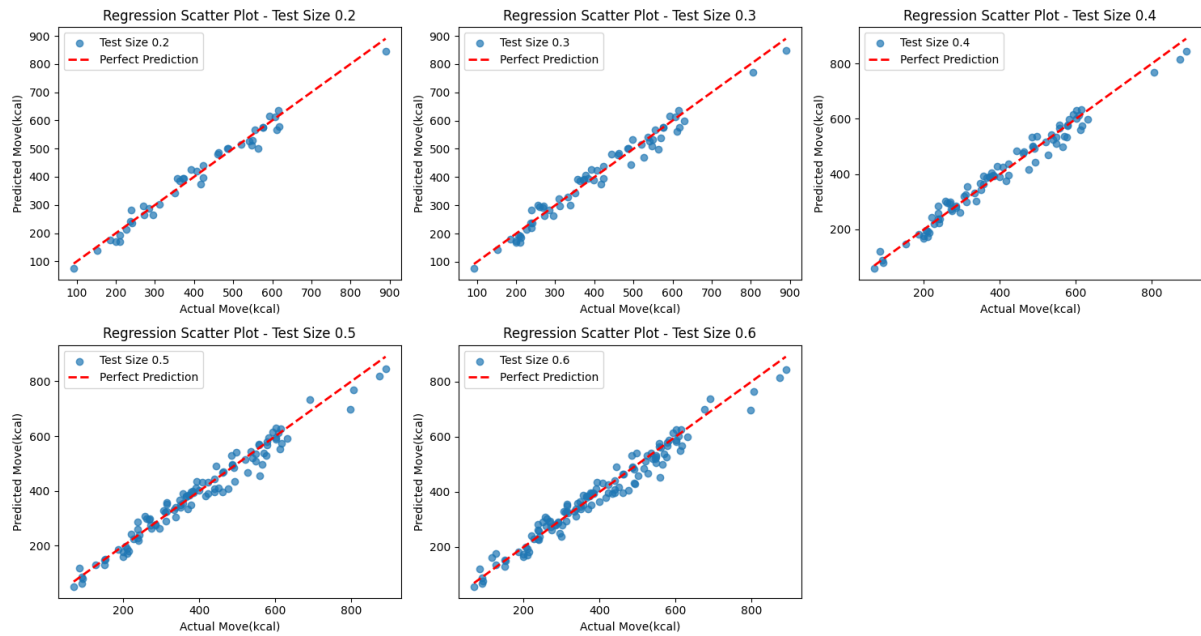 Regression Scatter Plot - Test Size 0.2
Test Size 0.2
Perfect Prediction
900
800
700
600
500
400
300
200
100
Predicted Move(kcal)
100 200 300 400 500 600 700 800 900
Actual Move(kcal)
Regression Scatter Plot - Test Size 0.3
Test Size 0.3
Perfect Prediction
900
800
700
600
500
400
300
200
100
Predicted Move(kcal)
100 200 300 400 500 600 700 800 900
Actual Move(kcal)
Regression Scatter Plot - Test Size 0.4
Test Size 0.4
Perfect Prediction
800
600
400
200
Predicted Move(kcal)
200 400 600 800
Actual Move(kcal)
Regression Scatter Plot - Test Size 0.5
Test Size 0.5
Perfect Prediction
800
600
400
200
Predicted Move(kcal)
200 400 600 800
Actual Move(kcal)
Regression Scatter Plot - Test Size 0.6
Test Size 0.6
Perfect Prediction
800
600
400
200
Predicted Move(kcal)
200 400 600 800
Actual Move(kcal)